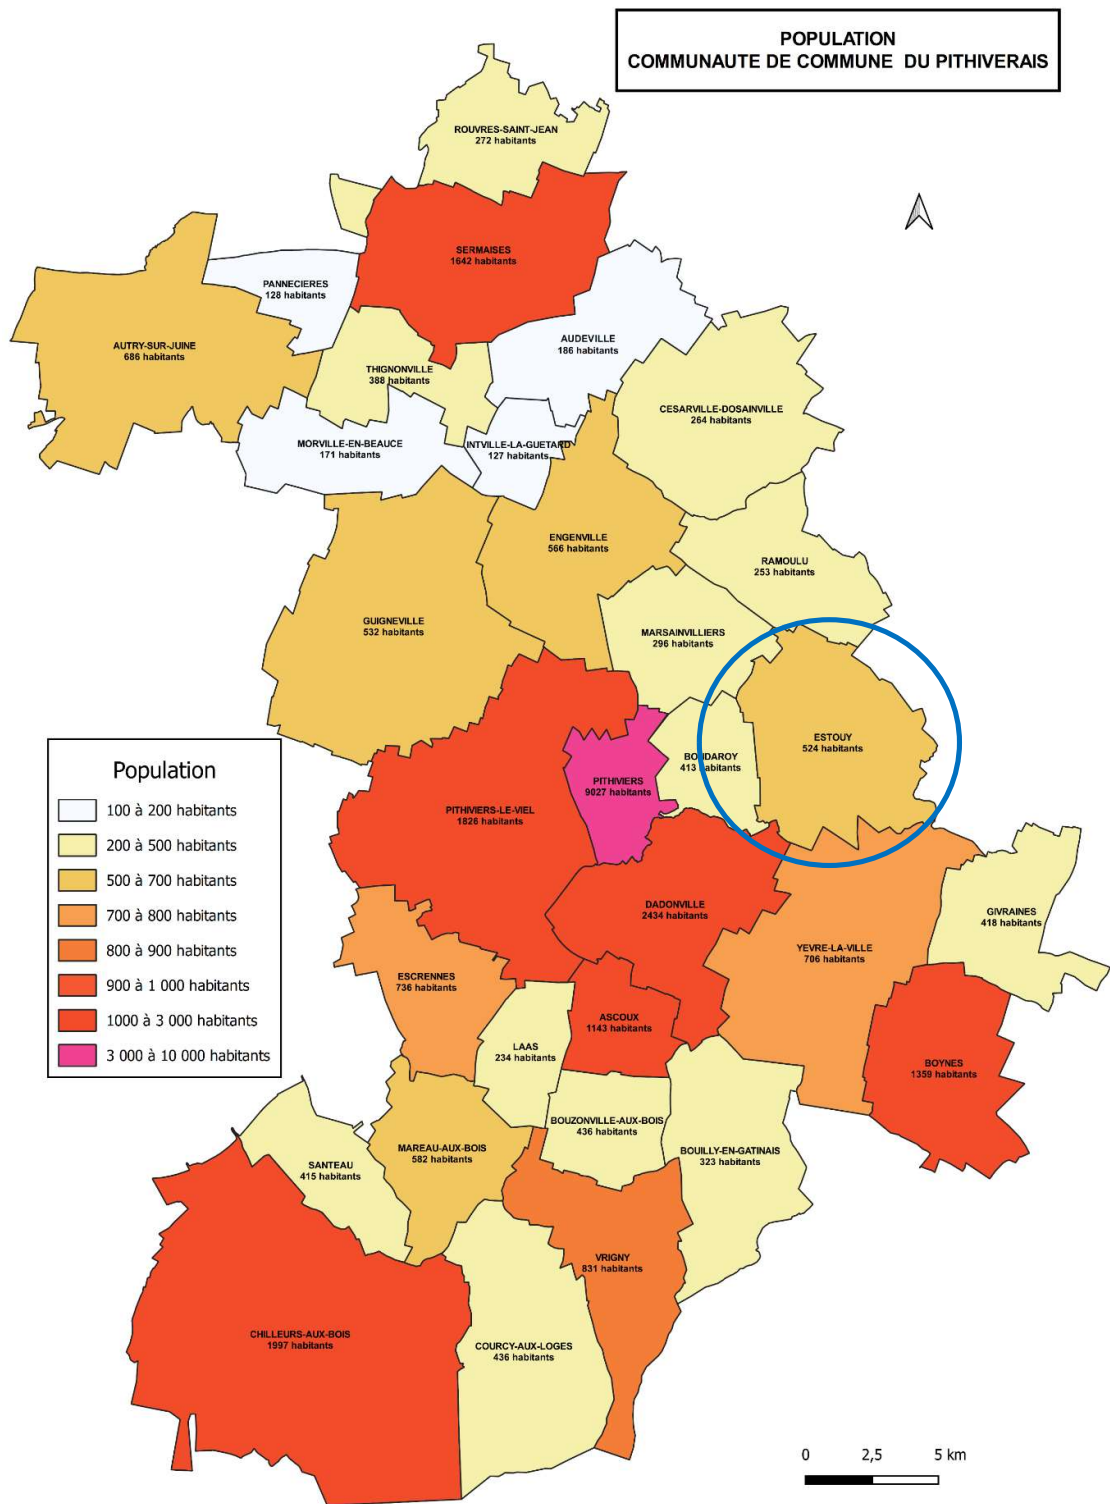 POPULATION
COMMUNAUTE DE COMMUNE  DU PITHIVERAIS
ROUVRES-SAINT-JEAN
272 habitants
SERMAISES
1642 habitants
PANNECIERES
128 habitants
AUDEVILLE
186 habitants
AUTRY-SUR-JUINE
686 habitants
THIGNONVILLE
388 habitants
CESARVILLE-DOSAINVILLE
264 habitants
MORVILLE-EN-BEAUCE
171 habitants
INTVILLE-LA-GUETARD
127 habitants
ENGENVILLE
566 habitants
RAMOULU
253 habitants
GUIGNEVILLE
532 habitants
MARSAINVILLIERS
296 habitants
ESTOUY
524 habitants
BONDAROY
413 habitants
PITHIVIERS
9027 habitants
PITHIVIERS-LE-VIEL
1826 habitants
Population
100 à 200 habitants
200 à 500 habitants
500 à 700 habitants
700 à 800 habitants
800 à 900 habitants
900 à 1 000 habitants
1000 à 3 000 habitants
3 000 à 10 000 habitants
DADONVILLE
2434 habitants
GIVRAINES
418 habitants
YEVRE-LA-VILLE
706 habitants
ESCRENNES
736 habitants
ASCOUX
1143 habitants
LAAS
234 habitants
BOYNES
1359 habitants
BOUZONVILLE-AUX-BOIS
436 habitants
MAREAU-AUX-BOIS
582 habitants
BOUILLY-EN-GATINAIS
323 habitants
SANTEAU
415 habitants
VRIGNY
831 habitants
CHILLEURS-AUX-BOIS
1997 habitants
COURCY-AUX-LOGES
436 habitants
0 2,5 5 km